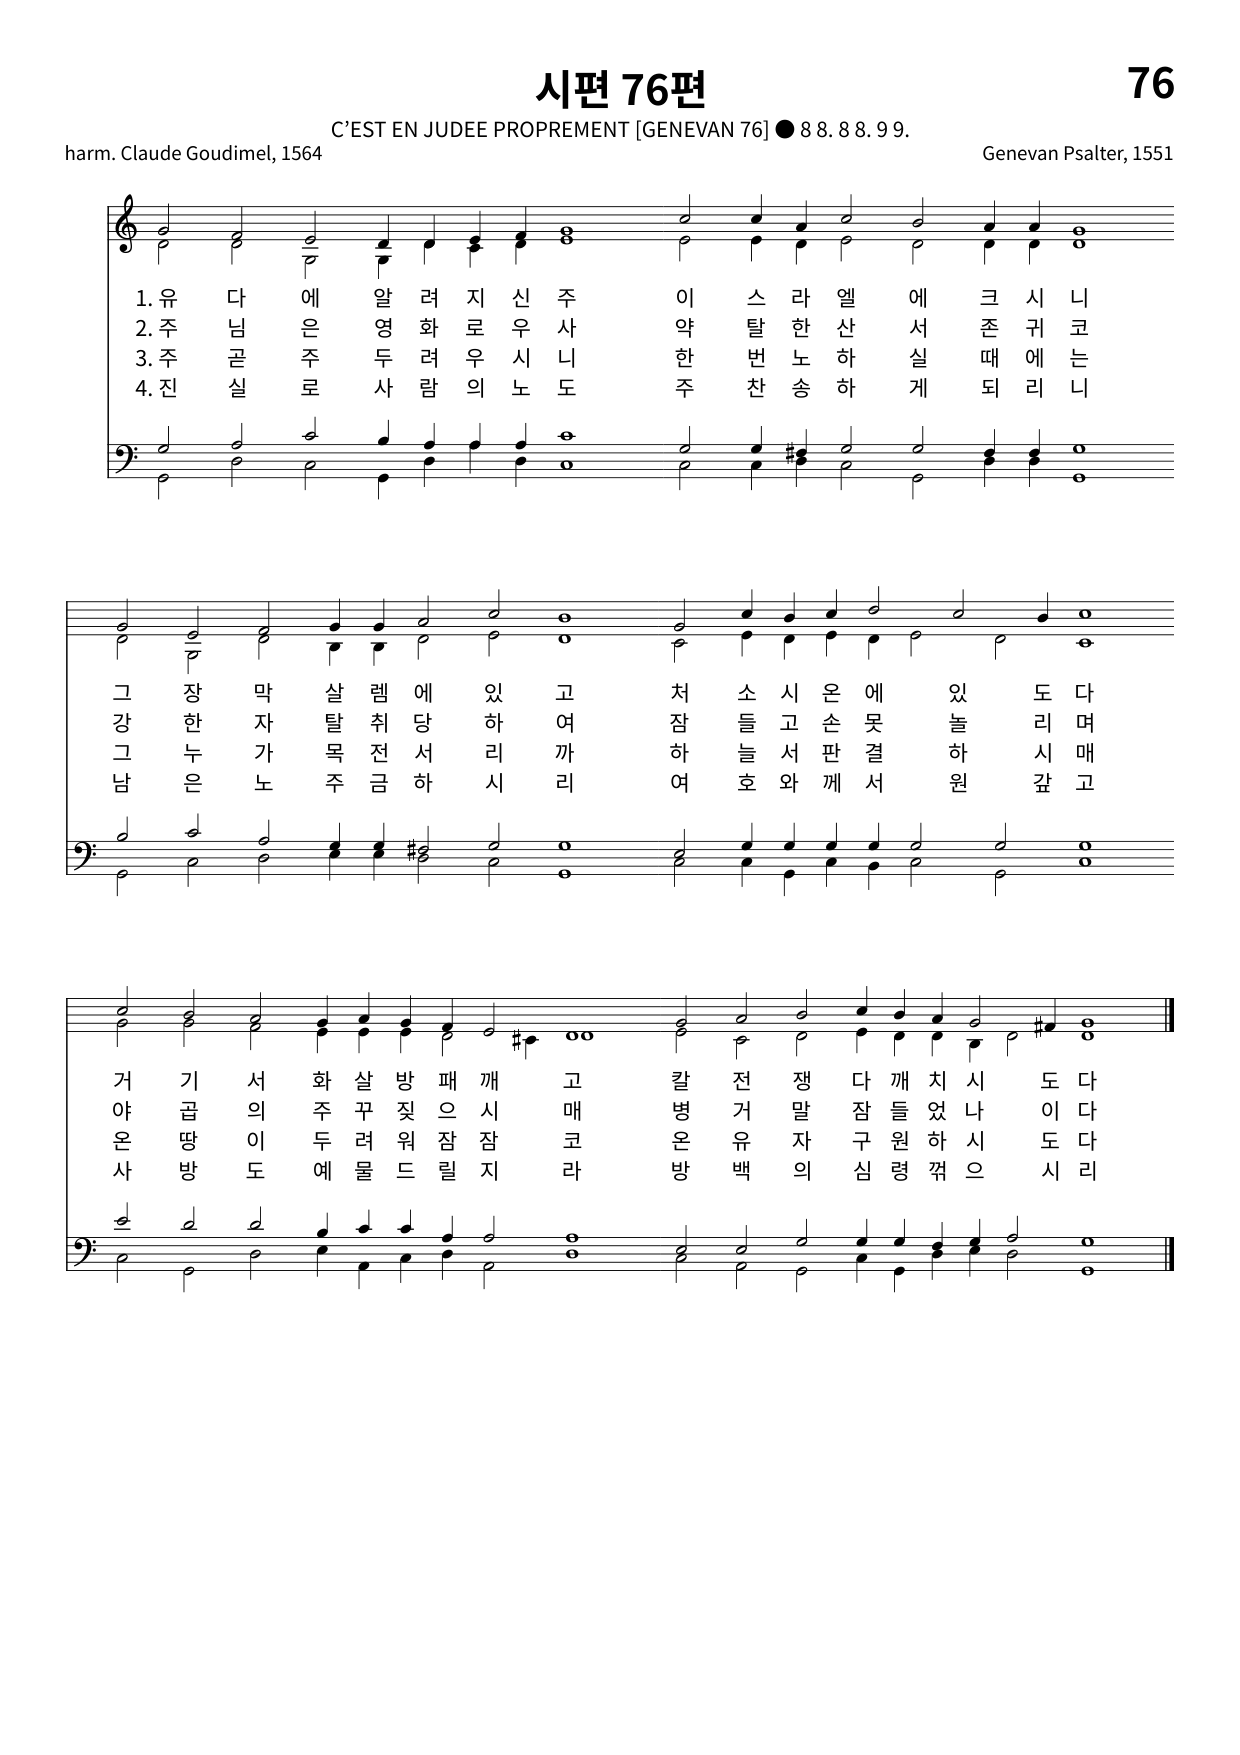 시편 76편
76
C’EST EN JUDEE PROPREMENT [GENEVAN 76] ● 8 8. 8 8. 9 9.
harm. Claude Goudimel, 1564
Genevan Psalter, 1551
1. 유 다 에 알 려 지 신 주 이 스 라 엘 에 크 시 니
2. 주 님 은 영 화 로 우 사 약 탈 한 산 서 존 귀 코
3. 주 곧 주 두 려 우 시 니 한 번 노 하 실 때 에 는
4. 진 실 로 사 람 의 노 도 주 찬 송 하 게 되 리 니
그 장 막 살 렘 에 있 고 처 소 시 온 에 있 도 다
강 한 자 탈 취 당 하 여 잠 들 고 손 못 놀 리 며
그 누 가 목 전 서 리 까 하 늘 서 판 결 하 시 매
남 은 노 주 금 하 시 리 여 호 와 께 서 원 갚 고
거 기 서 화 살 방 패 깨 고 칼 전 쟁 다 깨 치 시 도 다
야 곱 의 주 꾸 짖 으 시 매 병 거 말 잠 들 었 나 이 다
온 땅 이 두 려 워 잠 잠 코 온 유 자 구 원 하 시 도 다
사 방 도 예 물 드 릴 지 라 방 백 의 심 령 꺾 으 시 리